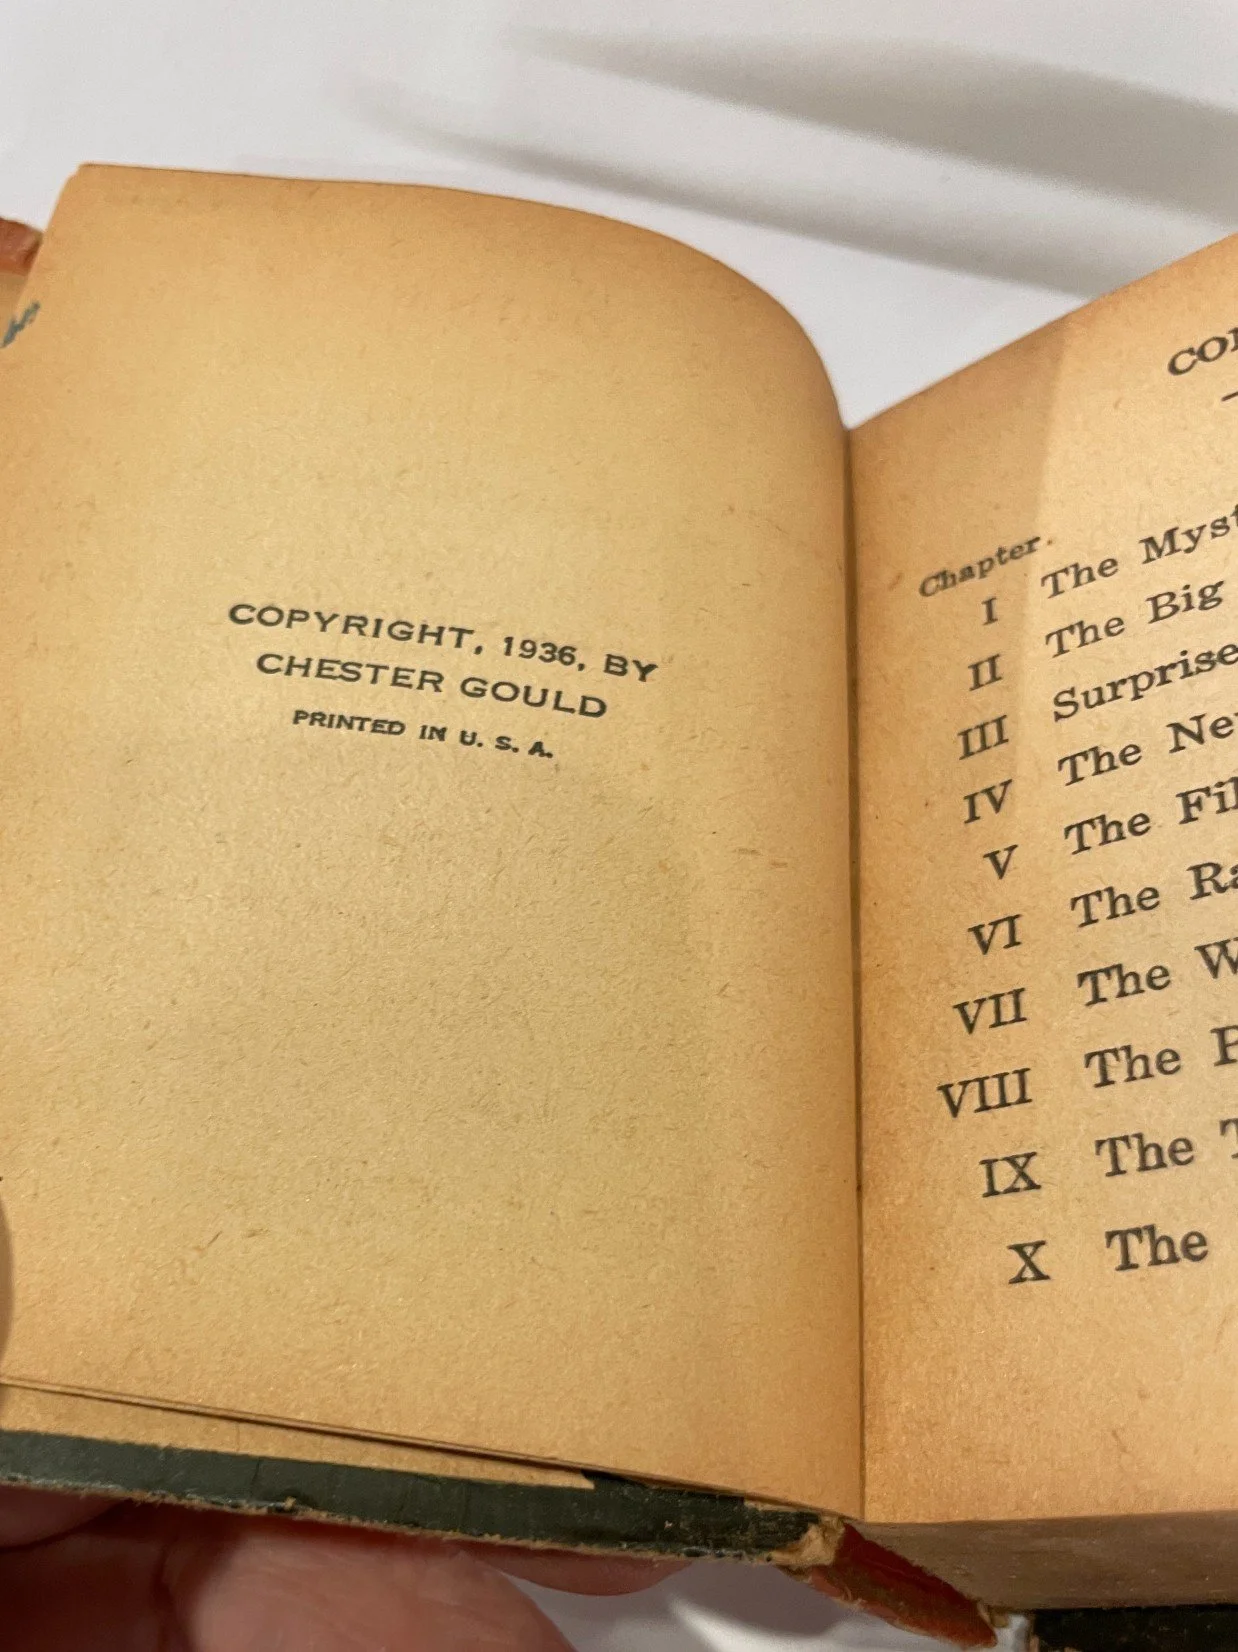 COPYRIGHT, 1936, BY
CHESTER GOULD
PRINTED IN U. S. A.
Chapter.
I The
II The Big
III Surprise
IV The
V The
VI The
VII The
VIII The
IX The
X The